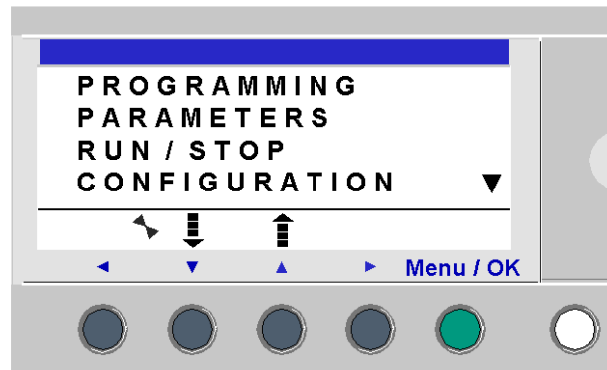 PROGRAMMING
PARAMETERS
RUN / STOP
CONFIGURATION
Menu / OK